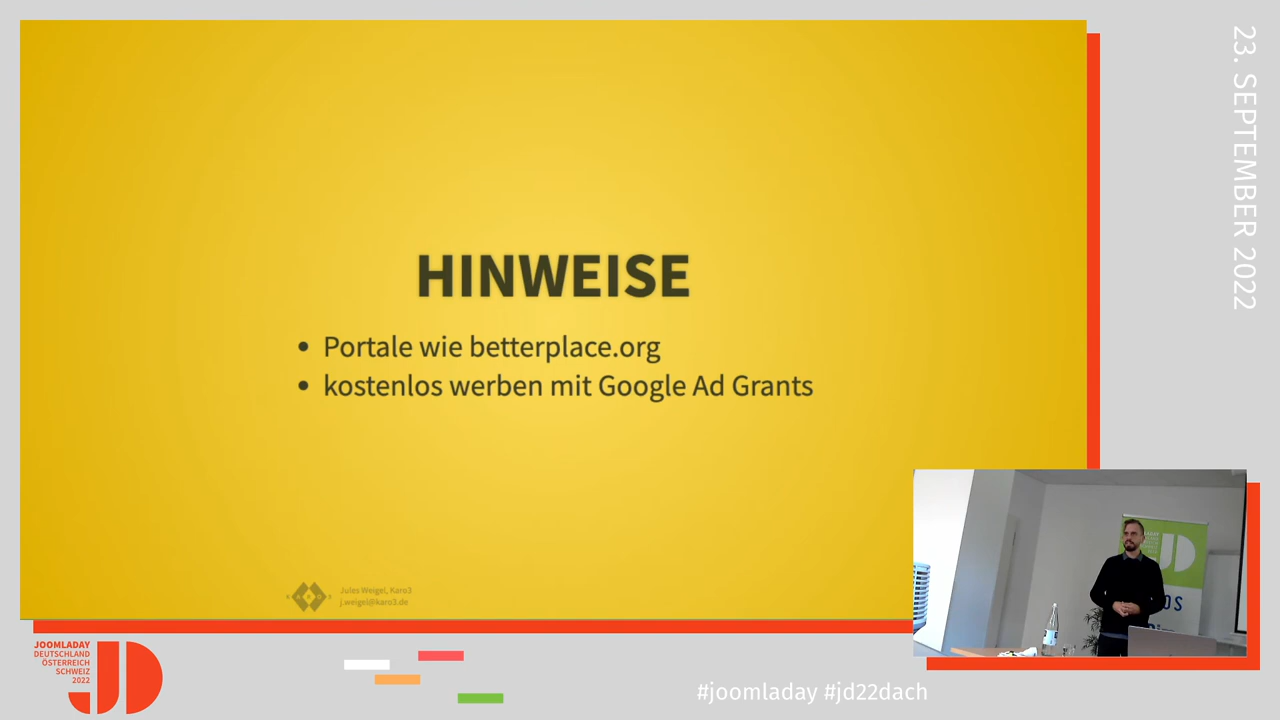 HINWEISE
• Portale wie betterplace.org
• kostenlos werben mit Google Ad Grants
Jules Weigel, Karo3
j.weigel@karo3.de
23. SEPTEMBER 2022
JOOMLADAY
DEUTSCHLAND
ÖSTERREICH
SCHWEIZ
2022
#joomladay #jd22dach